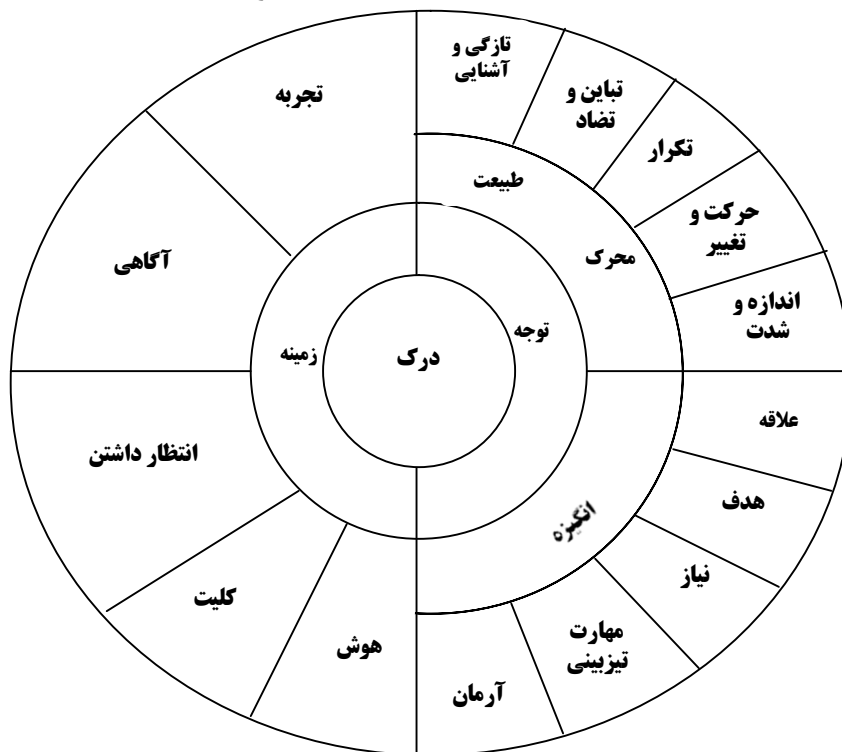 تازگی و
آشنایی
تباین و
تضاد
تکرار
حرکت و
تغییر
اندازه و
شدت
تجربه
آگاهی
طبیعت
محرک
توجه
زمینه
درک
علاقه
هدف
نیاز
مهارت
تیزبینی
آرمان
انگیزه
انتظار داشتن
کلیت
هوش